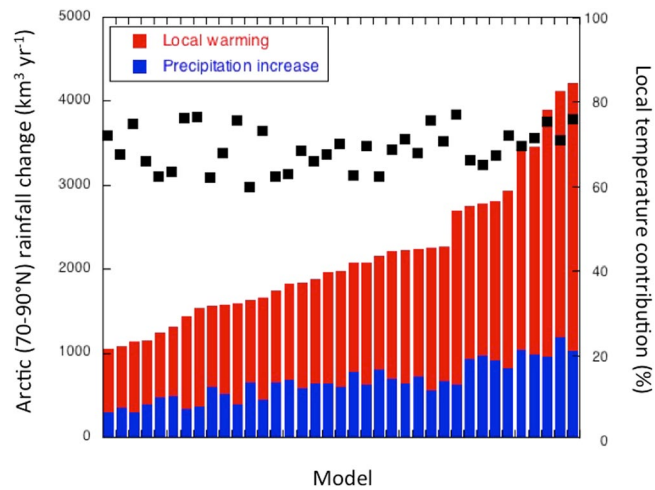 5000
4000
3000
2000
1000
0
Arctic (70-90°N) rainfall change (km³ yr⁻¹)
Local warming
Precipitation increase
100
80
60
40
20
0
Local temperature contribution (%)
Model